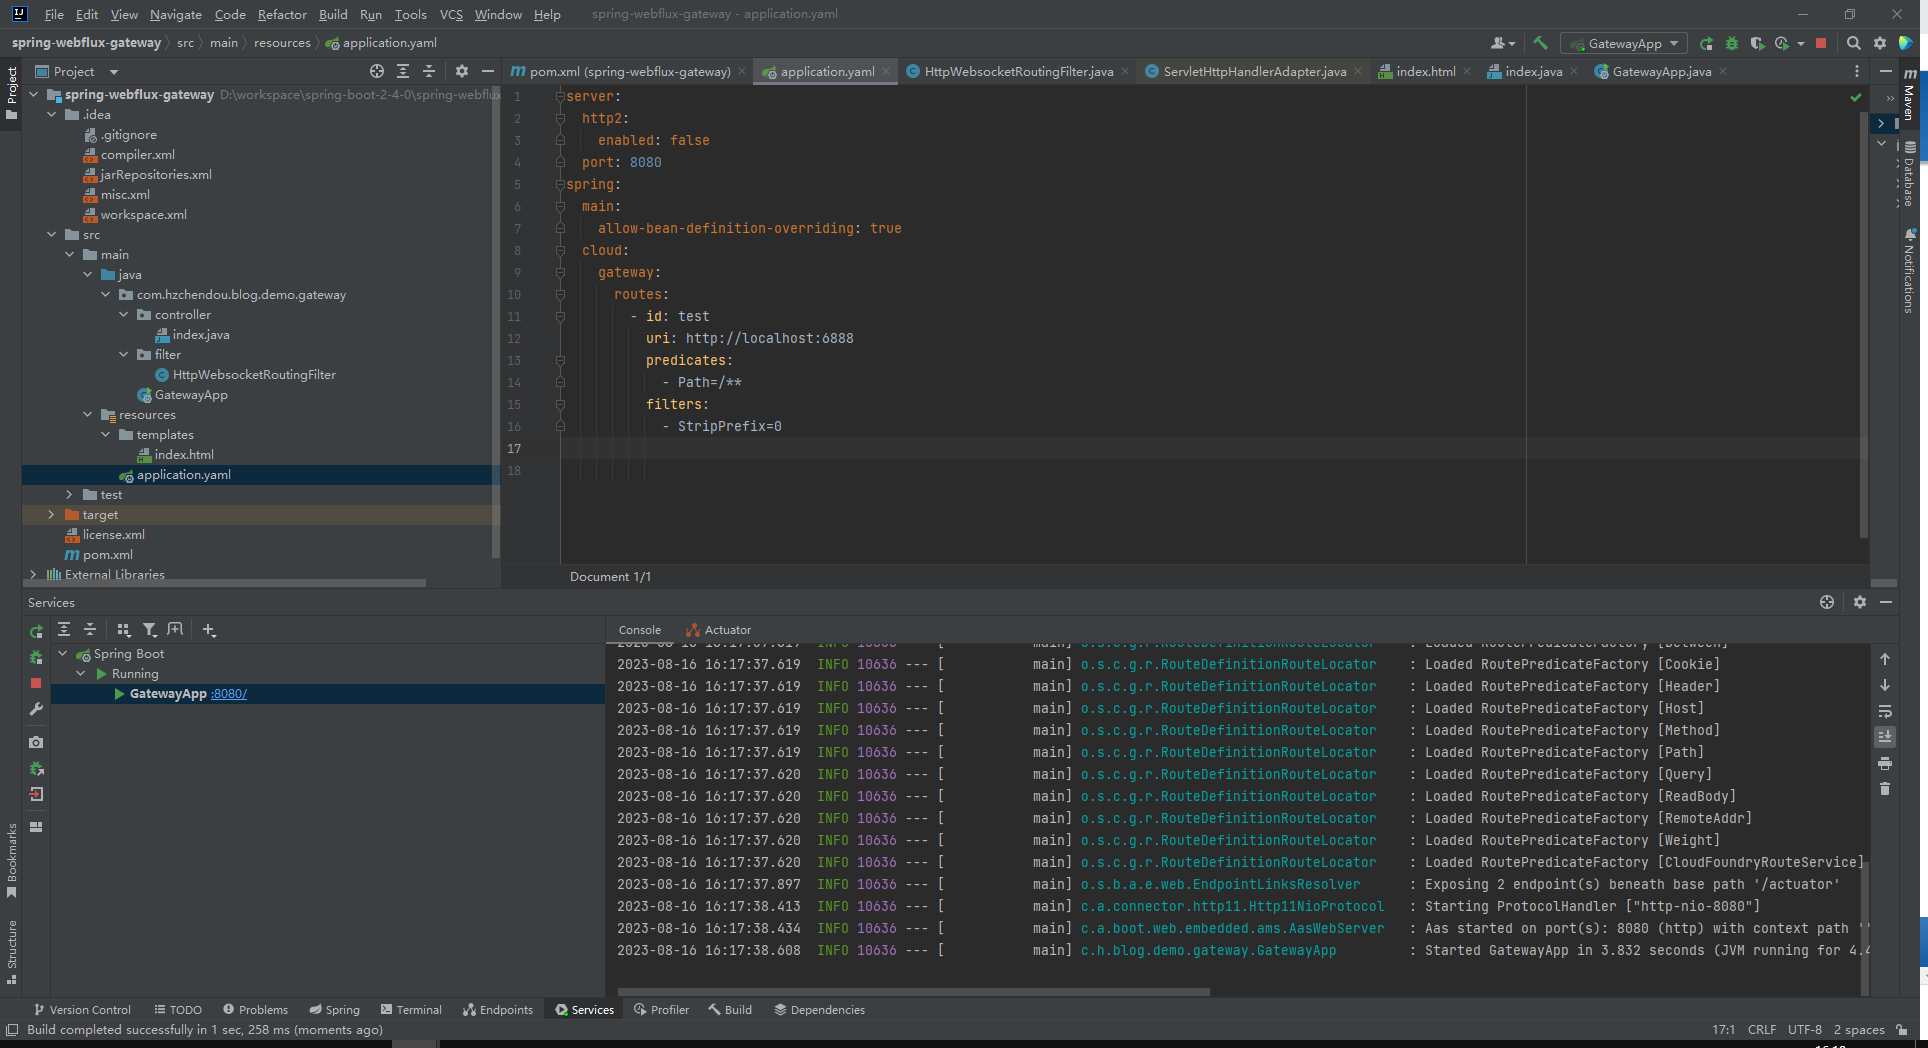 File Edit View Navigate Code Refactor Build Run Tools VCS Window Help spring-webflux-gateway - application.yaml
spring-webflux-gateway src main resources application.yaml
GatewayApp
Project
Project
pom.xml (spring-webflux-gateway) application.yaml HttpWebsocketRoutingFilter.java ServletHttpHandlerAdapter.java index.html index.java GatewayApp.java
Maven
Database
Notifications
spring-webflux-gateway D:\workspace\spring-boot-2-4-0\spring-webflux
.idea
.gitignore
compiler.xml
jarRepositories.xml
misc.xml
workspace.xml
src
main
java
com.hzchendou.blog.demo.gateway
controller
index.java
filter
HttpWebsocketRoutingFilter
GatewayApp
resources
templates
index.html
application.yaml
test
target
license.xml
pom.xml
External Libraries
1 server:
2 http2:
3 enabled: false
4 port: 8080
5 spring:
6 main:
7 allow-bean-definition-overriding: true
8 cloud:
9 gateway:
10 routes:
11 - id: test
12 uri: http://localhost:6888
13 predicates:
14 - Path=/**
15 filters:
16 - StripPrefix=0
17
18
Document 1/1
Services
Console Actuator
Spring Boot
Running
GatewayApp :8080/
2023-08-16 16:17:37.619 INFO 10636 --- [ main] o.s.c.g.r.RouteDefinitionRouteLocator : Loaded RoutePredicateFactory [Between]
2023-08-16 16:17:37.619 INFO 10636 --- [ main] o.s.c.g.r.RouteDefinitionRouteLocator : Loaded RoutePredicateFactory [Cookie]
2023-08-16 16:17:37.619 INFO 10636 --- [ main] o.s.c.g.r.RouteDefinitionRouteLocator : Loaded RoutePredicateFactory [Header]
2023-08-16 16:17:37.619 INFO 10636 --- [ main] o.s.c.g.r.RouteDefinitionRouteLocator : Loaded RoutePredicateFactory [Host]
2023-08-16 16:17:37.619 INFO 10636 --- [ main] o.s.c.g.r.RouteDefinitionRouteLocator : Loaded RoutePredicateFactory [Method]
2023-08-16 16:17:37.619 INFO 10636 --- [ main] o.s.c.g.r.RouteDefinitionRouteLocator : Loaded RoutePredicateFactory [Path]
2023-08-16 16:17:37.620 INFO 10636 --- [ main] o.s.c.g.r.RouteDefinitionRouteLocator : Loaded RoutePredicateFactory [Query]
2023-08-16 16:17:37.620 INFO 10636 --- [ main] o.s.c.g.r.RouteDefinitionRouteLocator : Loaded RoutePredicateFactory [ReadBody]
2023-08-16 16:17:37.620 INFO 10636 --- [ main] o.s.c.g.r.RouteDefinitionRouteLocator : Loaded RoutePredicateFactory [RemoteAddr]
2023-08-16 16:17:37.620 INFO 10636 --- [ main] o.s.c.g.r.RouteDefinitionRouteLocator : Loaded RoutePredicateFactory [Weight]
2023-08-16 16:17:37.620 INFO 10636 --- [ main] o.s.c.g.r.RouteDefinitionRouteLocator : Loaded RoutePredicateFactory [CloudFoundryRouteService]
2023-08-16 16:17:37.897 INFO 10636 --- [ main] o.s.b.a.e.web.EndpointLinksResolver : Exposing 2 endpoint(s) beneath base path '/actuator'
2023-08-16 16:17:38.413 INFO 10636 --- [ main] c.a.connector.http11.Http11NioProtocol : Starting ProtocolHandler ["http-nio-8080"]
2023-08-16 16:17:38.434 INFO 10636 --- [ main] c.a.boot.web.embedded.ams.AasWebServer : Aas started on port(s): 8080 (http) with context path '
2023-08-16 16:17:38.608 INFO 10636 --- [ main] c.h.blog.demo.gateway.GatewayApp : Started GatewayApp in 3.832 seconds (JVM running for 4.4
Bookmarks
Structure
Version Control TODO Problems Spring Terminal Endpoints Services Profiler Build Dependencies
Build completed successfully in 1 sec, 258 ms (moments ago) 17:1 CRLF UTF-8 2 spaces